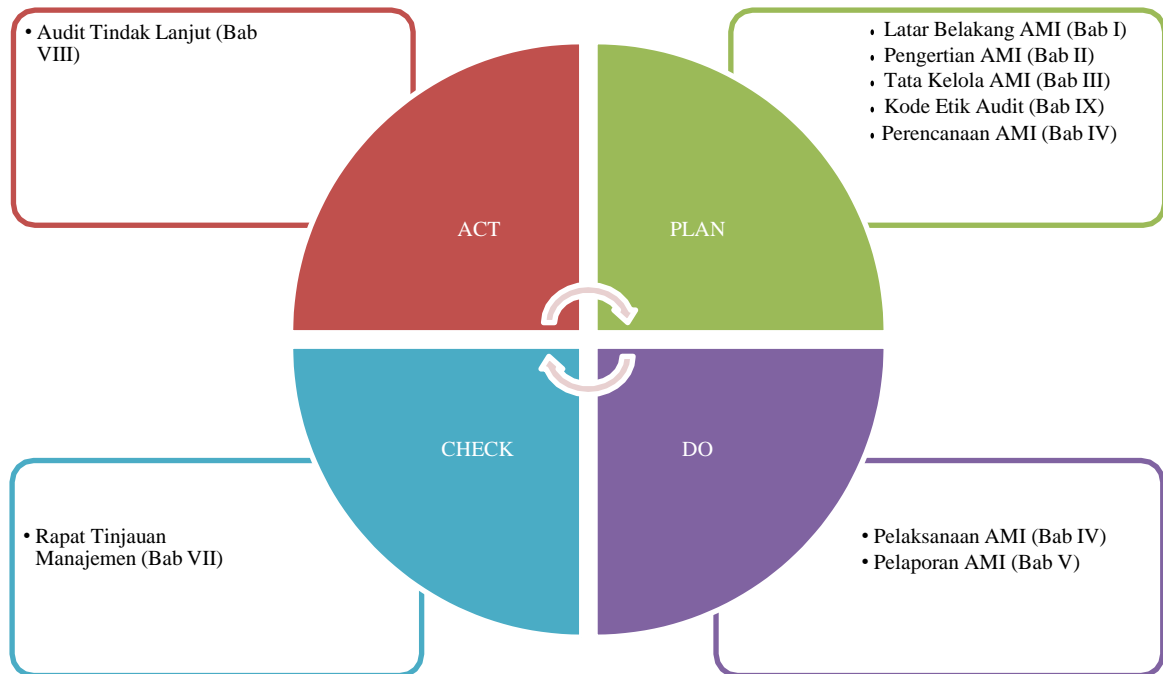 • Audit Tindak Lanjut (Bab
VIII)
• Latar Belakang AMI (Bab I)
• Pengertian AMI (Bab II)
• Tata Kelola AMI (Bab III)
• Kode Etik Audit (Bab IX)
• Perencanaan AMI (Bab IV)
ACT
PLAN
CHECK
DO
• Rapat Tinjauan
Manajemen (Bab VII)
• Pelaksanaan AMI (Bab IV)
• Pelaporan AMI (Bab V)